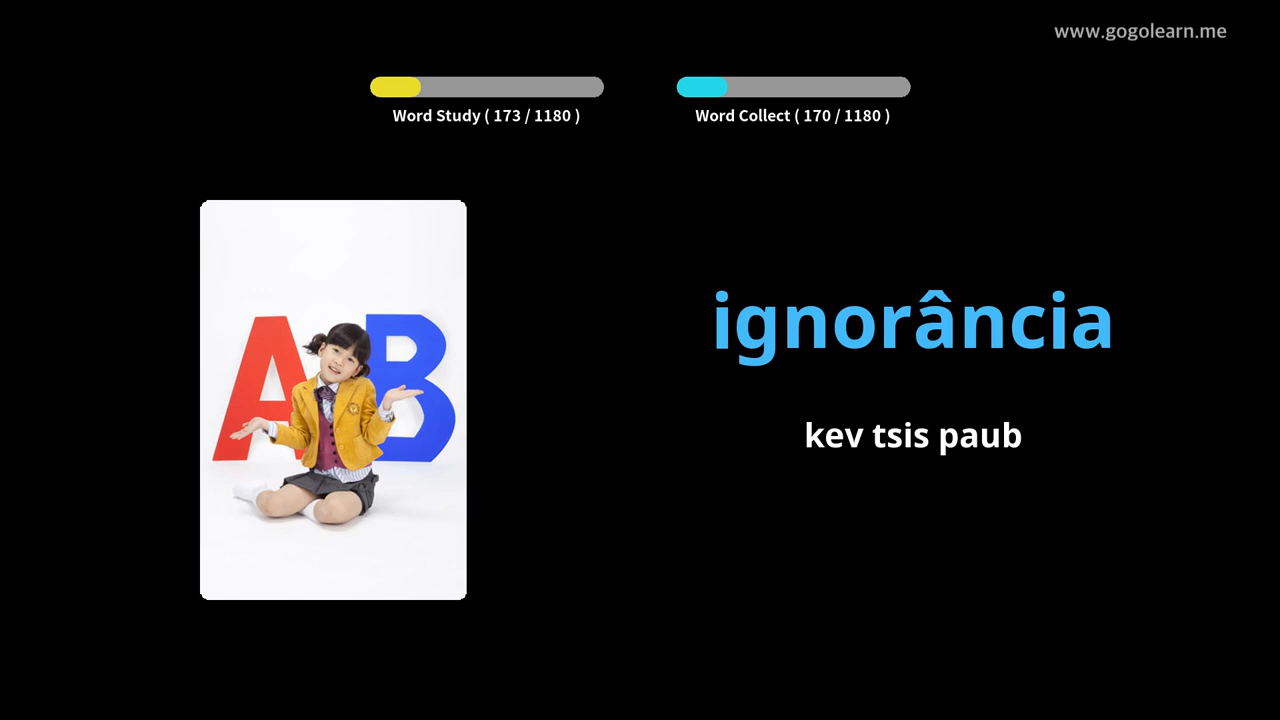 www.gogolearn.me
Word Study ( 173 / 1180 )
Word Collect ( 170 / 1180 )
A B
ignorância
kev tsis paub